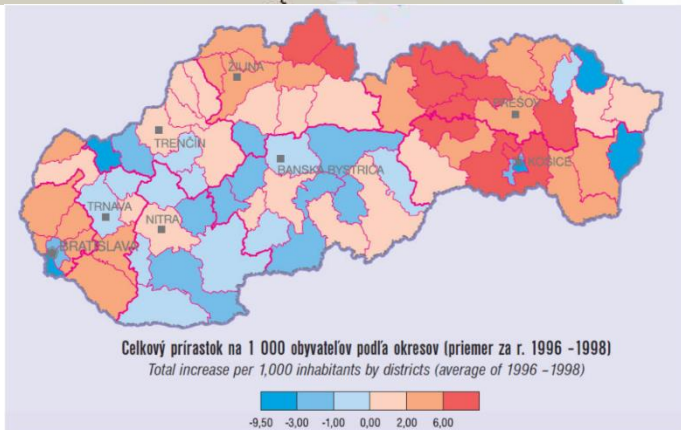 ŽILINA
PREŠOV
TRENČÍN
KOŠICE
BANSKÁ BYSTRICA
TRNAVA
NITRA
BRATISLAVA
Celkový prírastok na 1 000 obyvateľov podľa okresov (priemer za r. 1996 -1998)
Total increase per 1,000 inhabitants by districts (average of 1996 -1998)
-9,50 -3,00 -1,00 0,00 2,00 6,00